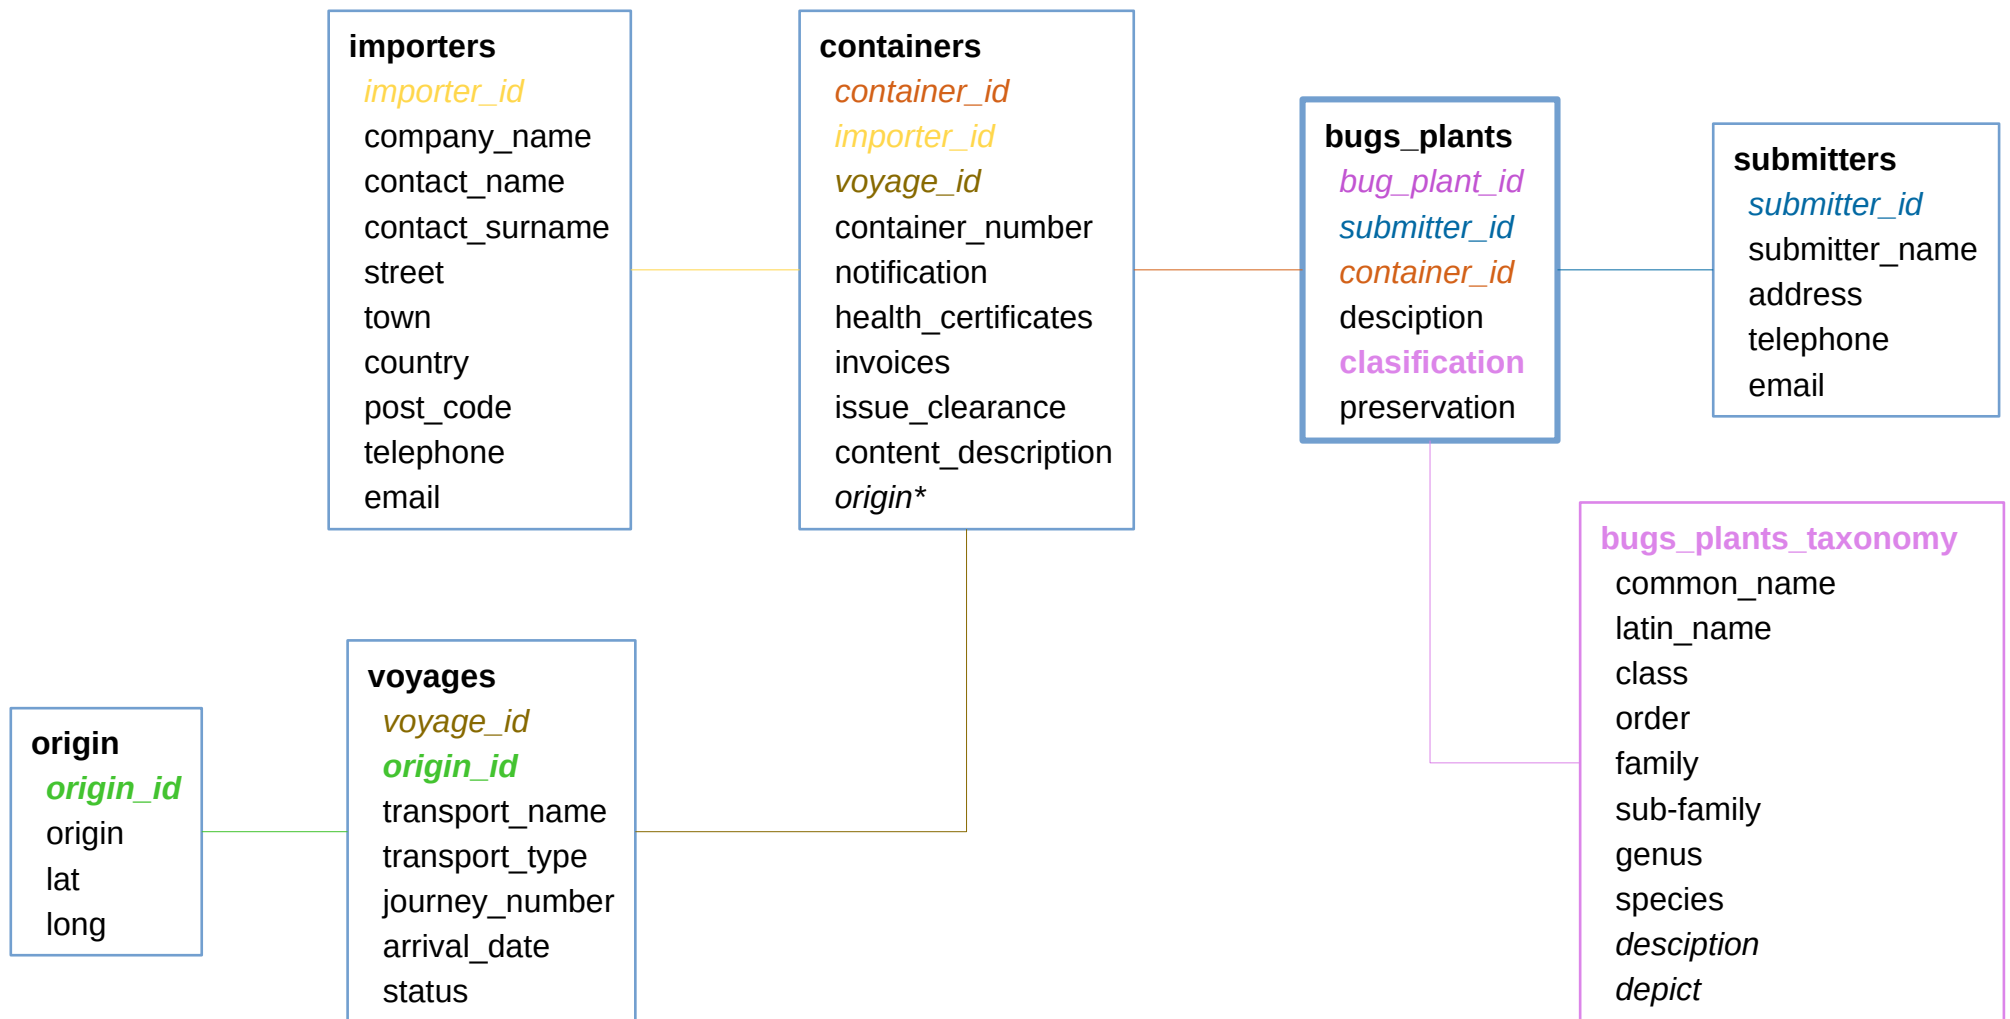 importers
importer_id
company_name
contact_name
contact_surname
street
town
country
post_code
telephone
email
containers
container_id
importer_id
voyage_id
container_number
notification
health_certificates
invoices
issue_clearance
content_description
origin*
bugs_plants
bug_plant_id
submitter_id
container_id
desciption
clasification
preservation
submitters
submitter_id
submitter_name
address
telephone
email
origin
origin_id
origin
lat
long
voyages
voyage_id
origin_id
transport_name
transport_type
journey_number
arrival_date
status
bugs_plants_taxonomy
common_name
latin_name
class
order
family
sub-family
genus
species
desciption
depict